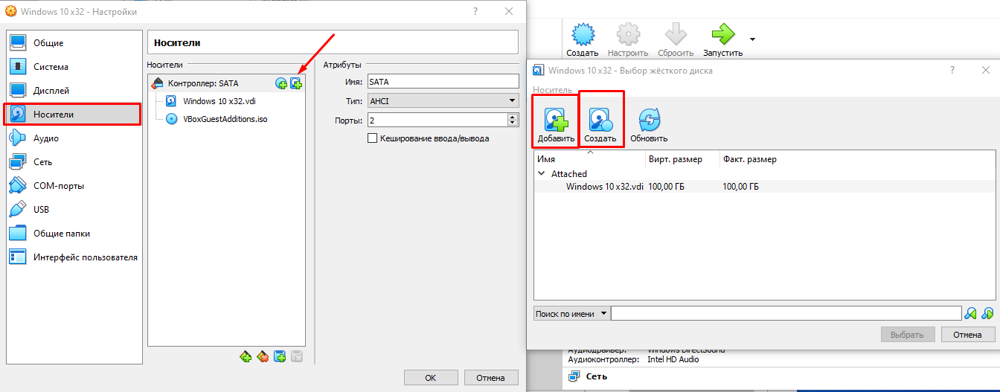 Windows 10 x32 - Настройки
Общие
Система
Дисплей
Носители
Аудио
Сеть
COM-порты
USB
Общие папки
Интерфейс пользователя
Носители
Носители
Контроллер: SATA
Windows 10 x32.vdi
VBoxGuestAdditions.iso
Атрибуты
Имя: SATA
Тип: AHCI
Порты: 2
Кеширование ввода/вывода
OK Отмена
Создать Настроить Сбросить Запустить
Windows 10 x32 - Выбор жёсткого диска
Носитель
Добавить Создать Обновить
Имя Вирт. размер Факт. размер
Attached
Windows 10 x32.vdi 100,00 ГБ 100,00 ГБ
Поиск по имени
Выбрать Отмена
Аудиодрайвер: Windows DirectSound
Аудиоконтроллер: Intel HD Audio
Сеть